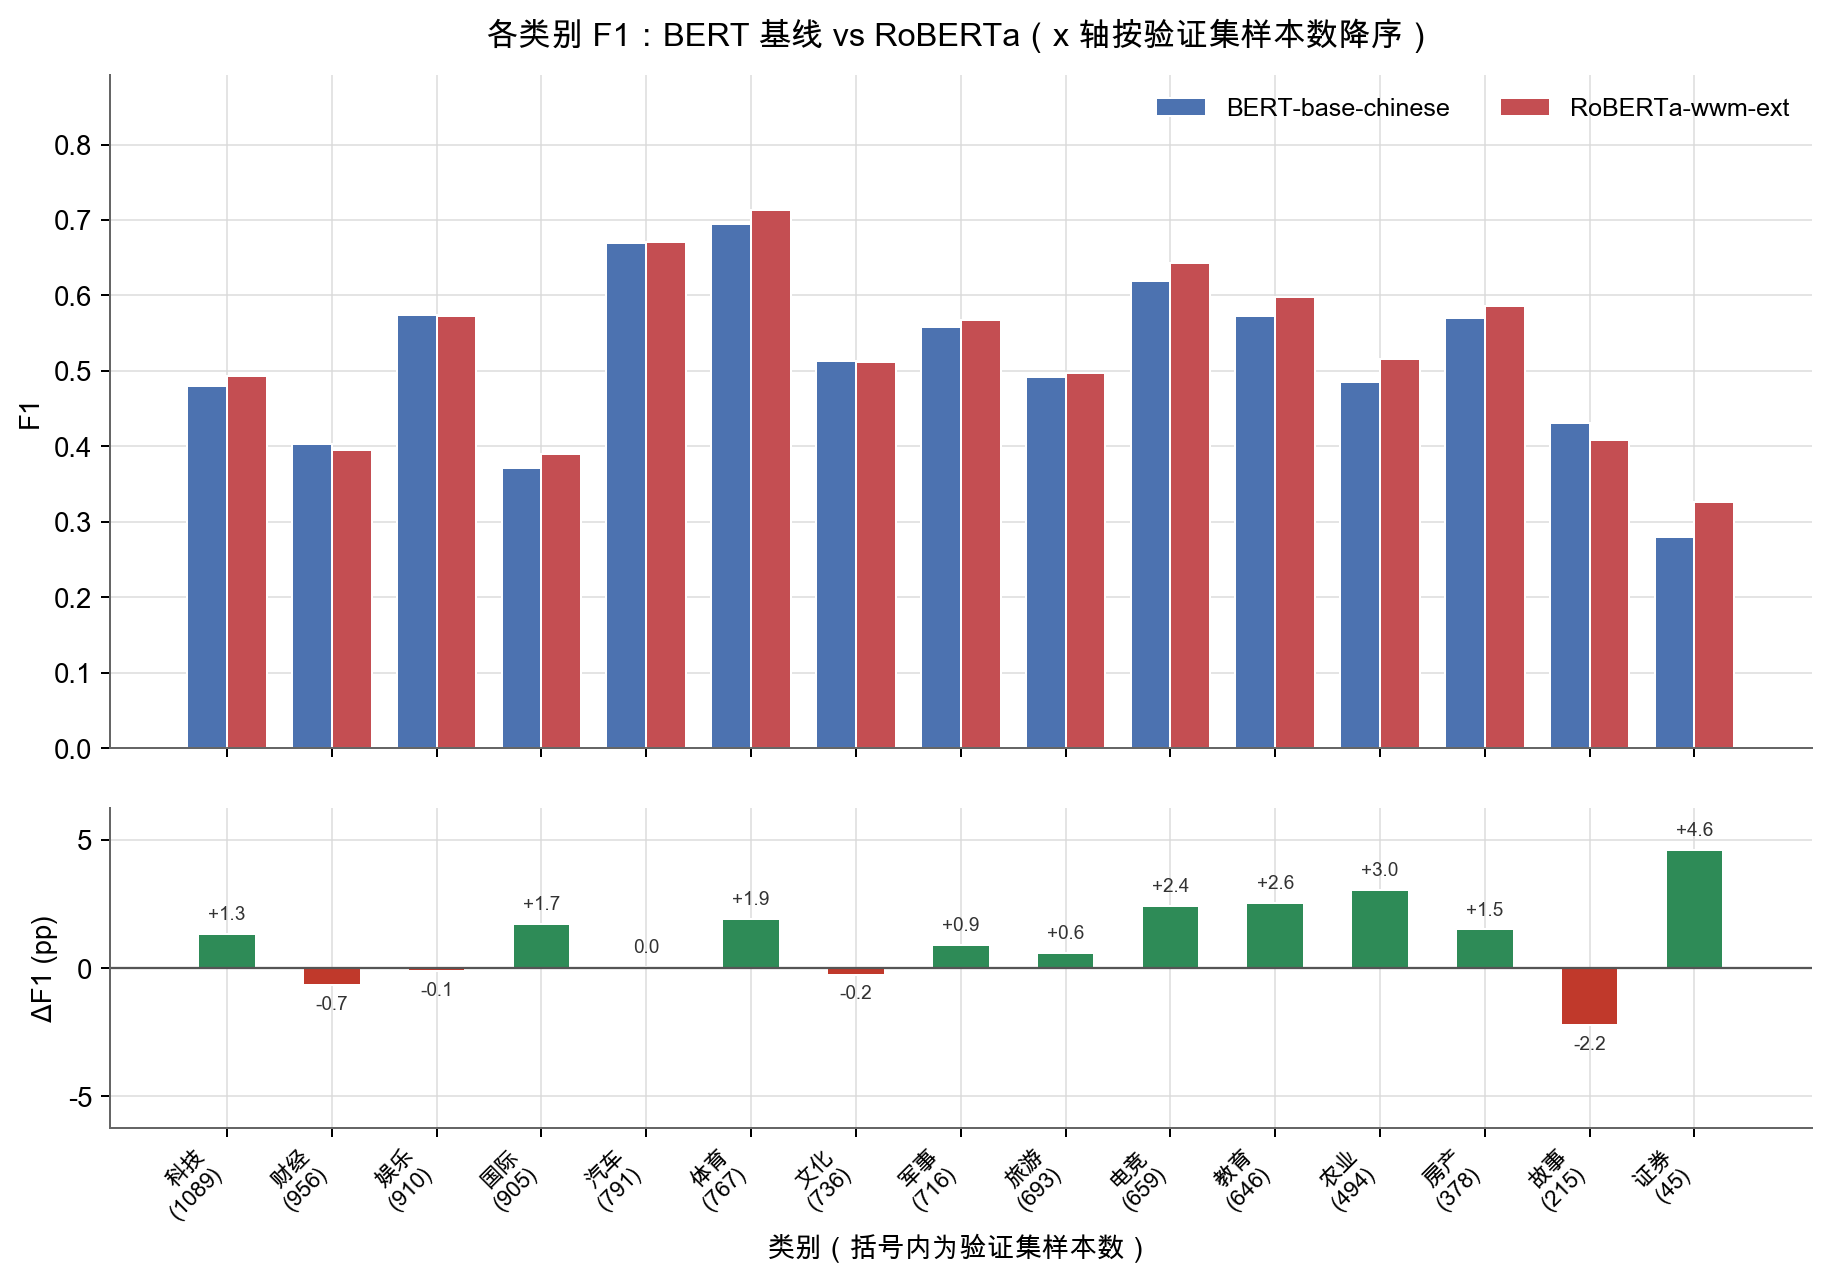 各类别 F1：BERT 基线 vs RoBERTa（x 轴按验证集样本数降序）
BERT-base-chinese
RoBERTa-wwm-ext
F1
0.8
0.7
0.6
0.5
0.4
0.3
0.2
0.1
0.0
ΔF1 (pp)
5
0
-5
+1.3
-0.7
-0.1
+1.7
0.0
+1.9
-0.2
+0.9
+0.6
+2.4
+2.6
+3.0
+1.5
-2.2
+4.6
科技
(1089)
财经
(956)
娱乐
(910)
国际
(905)
汽车
(791)
体育
(767)
文化
(736)
军事
(716)
旅游
(693)
电竞
(659)
教育
(646)
农业
(494)
房产
(378)
故事
(215)
证券
(45)
类别（括号内为验证集样本数）